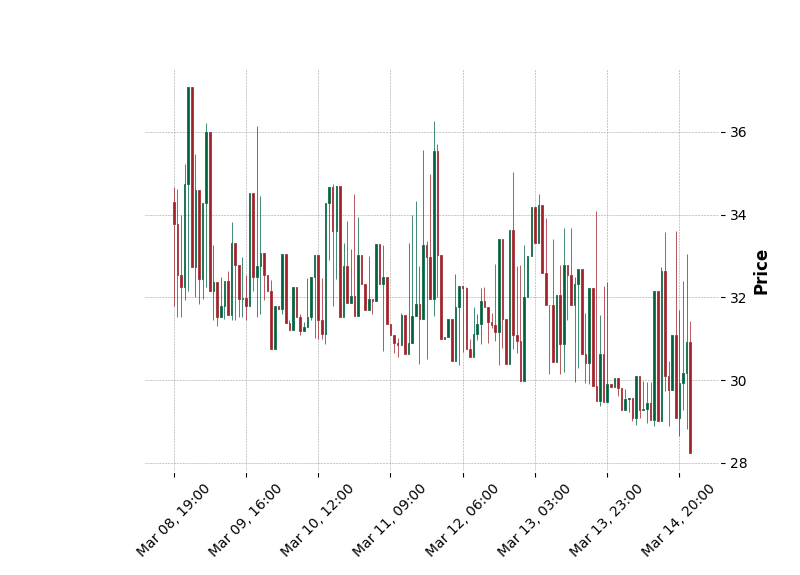 36
34
32
30
28
Price
Mar 08, 19:00
Mar 09, 16:00
Mar 10, 12:00
Mar 11, 09:00
Mar 12, 06:00
Mar 13, 03:00
Mar 13, 23:00
Mar 14, 20:00